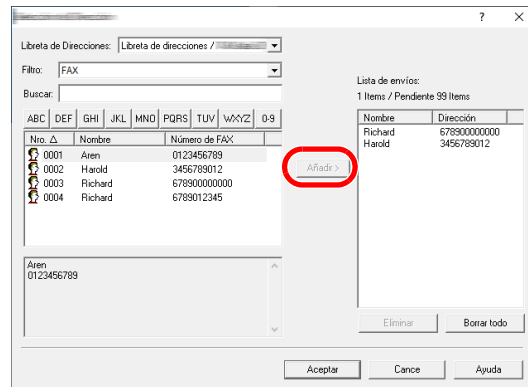 ? ×
Libreta de Direcciones: Libreta de direcciones /
Filtro: FAX
Buscar:
ABC DEF GHI JKL MNO PQRS TUV WXYZ 0-9
Nro. △ Nombre Número de FAX
0001 Aren 0123456789
0002 Harold 3456789012
0003 Richard 678900000000
0004 Richard 6789012345
Aren
0123456789
Añadir >
Lista de envíos:
1 Items / Pendiente 99 Items
Nombre Dirección
Richard 678900000000
Harold 3456789012
Eliminar Borrar todo
Aceptar Cance Ayuda